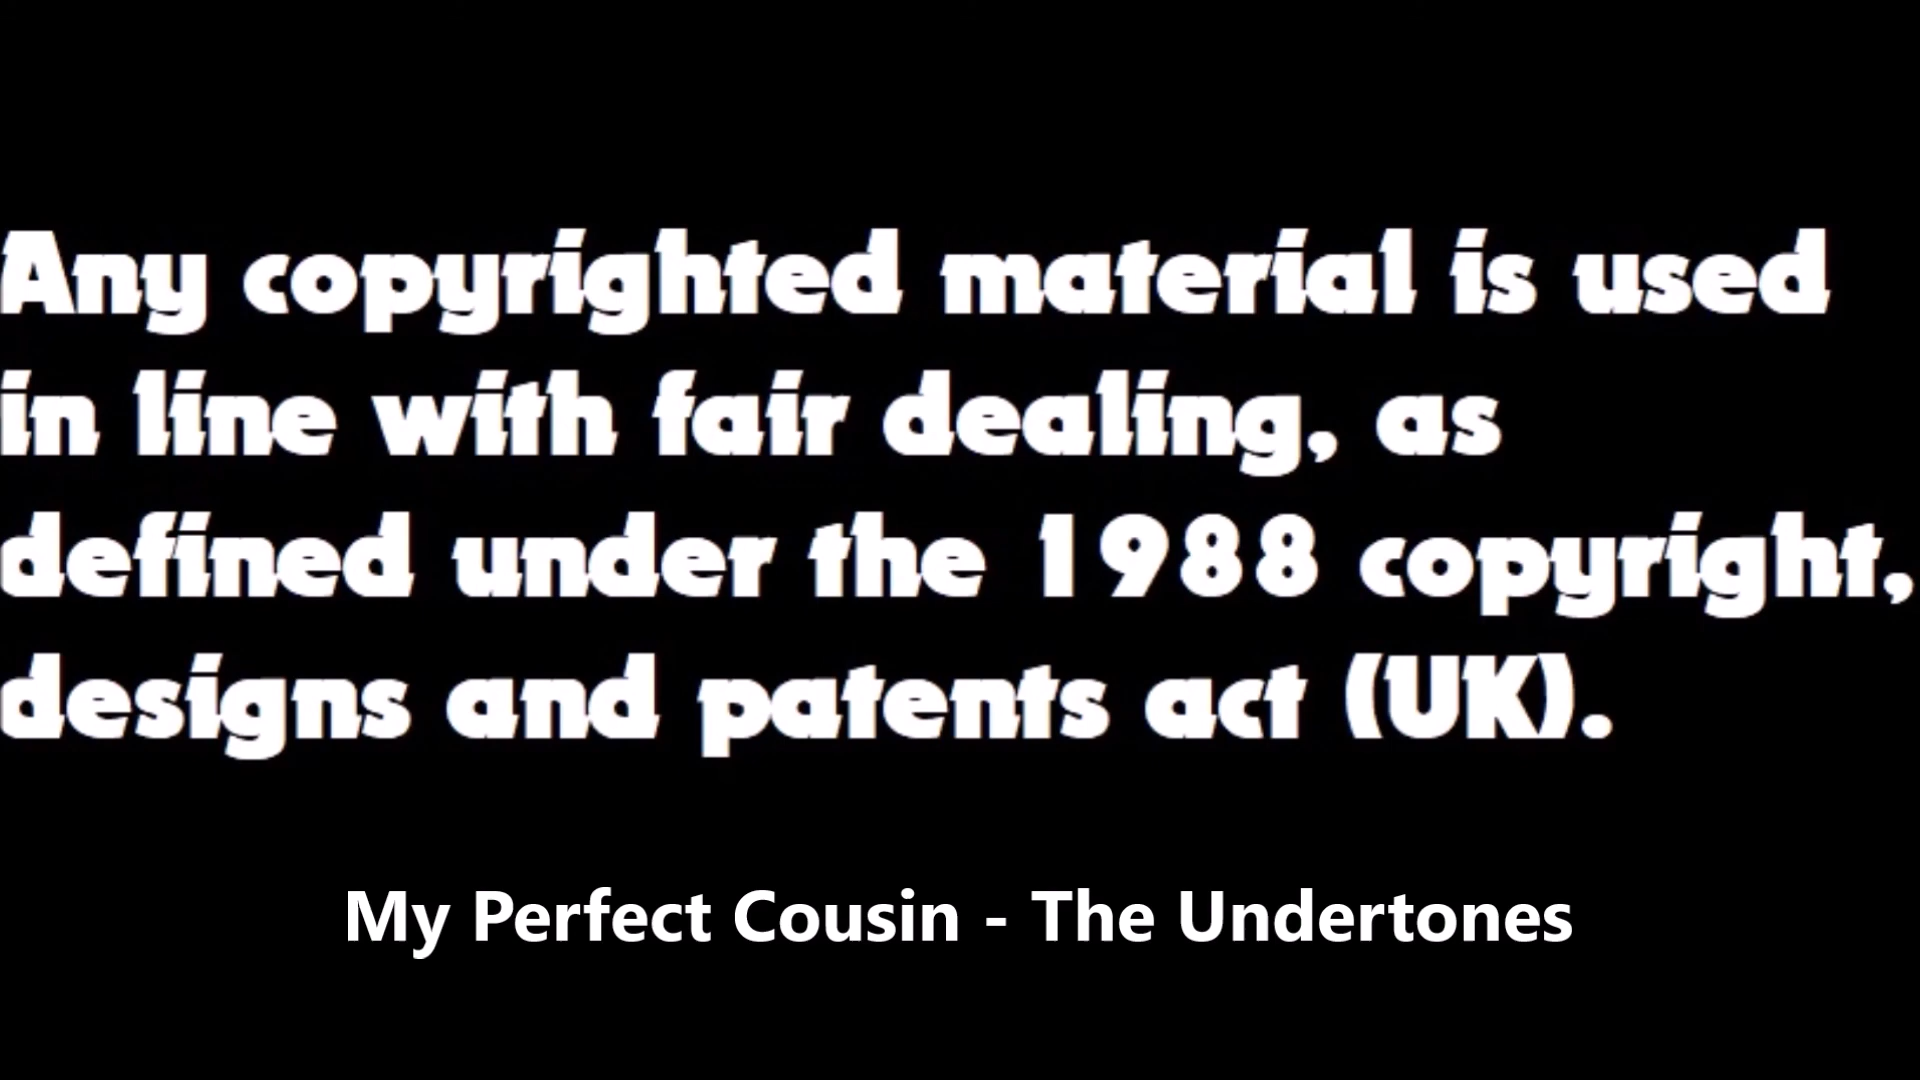 Any copyrighted material is used
in line with fair dealing, as
defined under the 1988 copyright,
designs and patents act (UK).
My Perfect Cousin - The Undertones